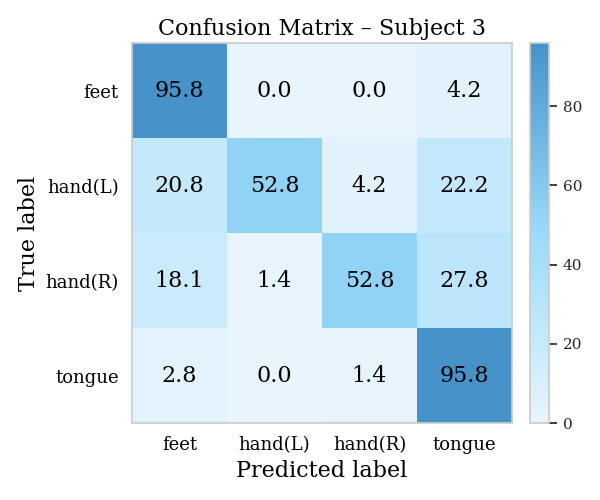 Confusion Matrix – Subject 3
feet 95.8 0.0 0.0 4.2
hand(L) 20.8 52.8 4.2 22.2
hand(R) 18.1 1.4 52.8 27.8
tongue 2.8 0.0 1.4 95.8
feet hand(L) hand(R) tongue
Predicted label
True label
80
60
40
20
0